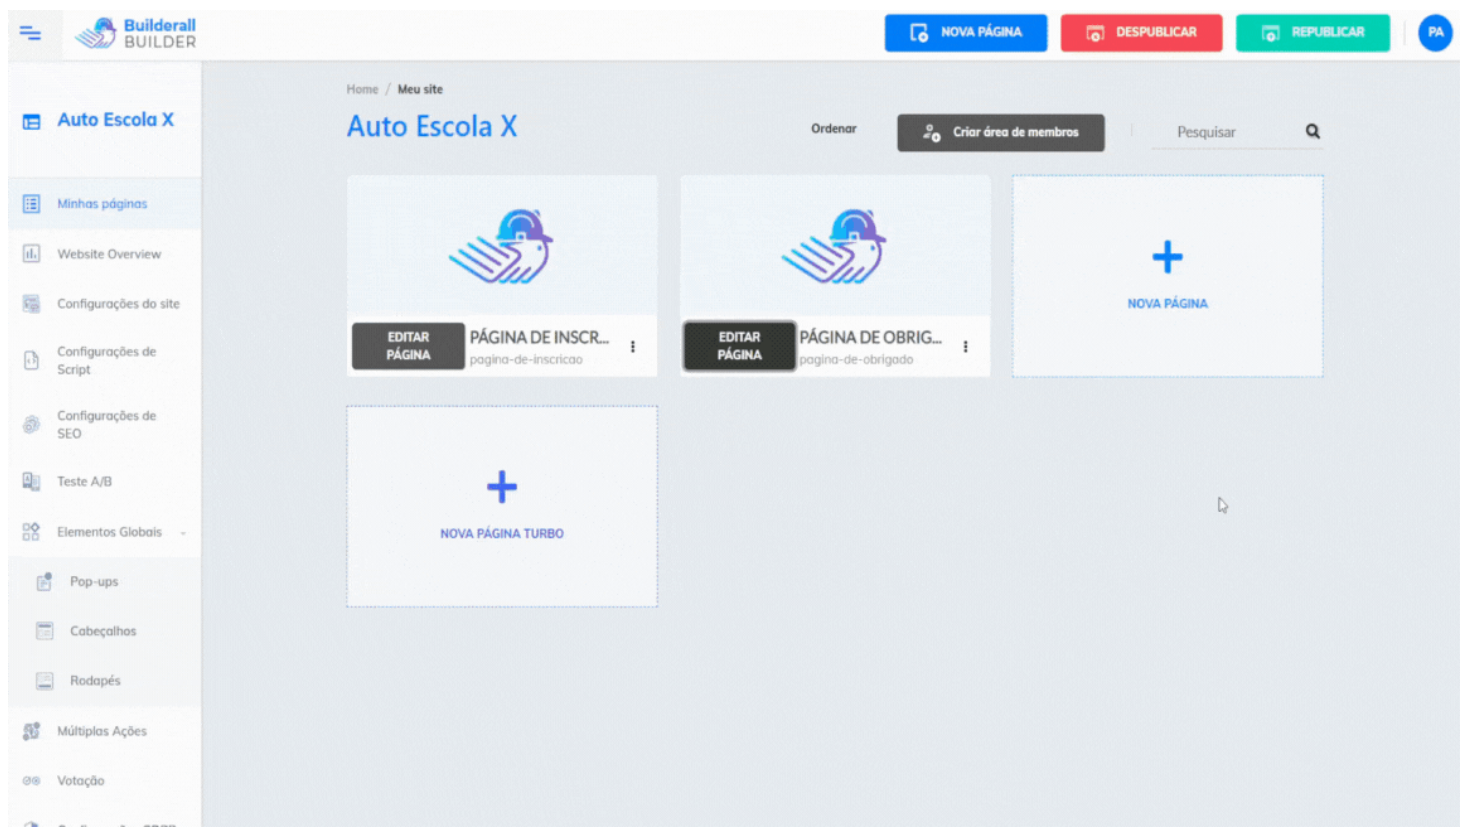 Builderall
BUILDER
NOVA PÁGINA
DESPUBLICAR
REPUBLICAR
PA
Auto Escola X
Minhas páginas
Website Overview
Configurações do site
Configurações de
Script
Configurações de
SEO
Teste A/B
Elementos Globais
Pop-ups
Cabeçalhos
Rodapés
Múltiplas Ações
Votação
Home / Meu site
Auto Escola X
Ordenar
Criar área de membros
Pesquisar
EDITAR
PÁGINA
PÁGINA DE INSCR...
pagina-de-inscricao
EDITAR
PÁGINA
PÁGINA DE OBRIG...
pagina-de-obrigado
NOVA PÁGINA
NOVA PÁGINA TURBO